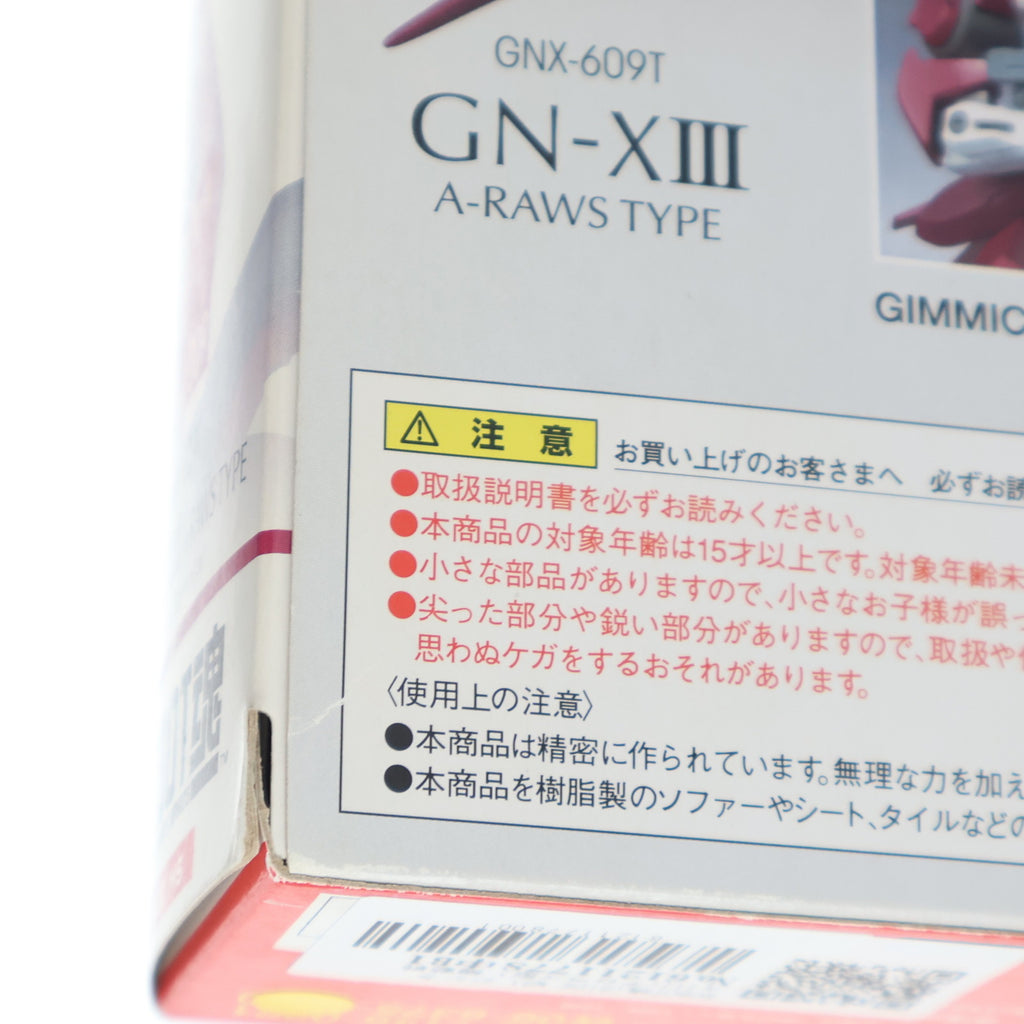 GNX-609T
GN-XIII
A-RAWS TYPE
GIMMIC
⚠ 注意 お買い上げのお客さまへ 必ずお読
●取扱説明書を必ずお読みください。
●本商品の対象年齢は15才以上です。対象年齢未
●小さな部品がありますので、小さなお子様が誤っ
●尖った部分や鋭い部分がありますので、取扱や
思わぬケガをするおそれがあります。
〈使用上の注意〉
●本商品は精密に作られています。無理な力を加え
●本商品を樹脂製のソファーやシート、タイルなどの
TYPE
魂